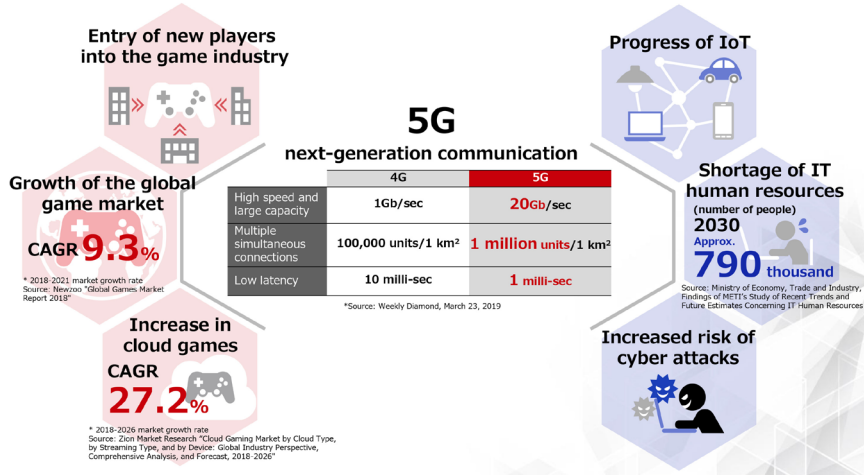 Entry of new players
into the game industry
Growth of the global
game market
CAGR 9.3%
* 2018-2021 market growth rate
Source: Newzoo "Global Games Market
Report 2018"
Increase in
cloud games
CAGR
27.2%
* 2018-2026 market growth rate
Source: Zion Market Research "Cloud Gaming Market by Cloud Type,
by Streaming Type, and by Device: Global Industry Perspective,
Comprehensive Analysis, and Forecast, 2018-2026"
5G
next-generation communication
4G 5G
High speed and
large capacity
1Gb/sec 20Gb/sec
Multiple
simultaneous
connections
100,000 units/1 km² 1 million units/1 km²
Low latency 10 milli-sec 1 milli-sec
*Source: Weekly Diamond, March 23, 2019
Progress of IoT
Shortage of IT
human resources
(number of people)
2030
Approx.
790 thousand
Source: Ministry of Economy, Trade and Industry,
Findings of METI's Study of Recent Trends and
Future Estimates Concerning IT Human Resources
Increased risk of
cyber attacks